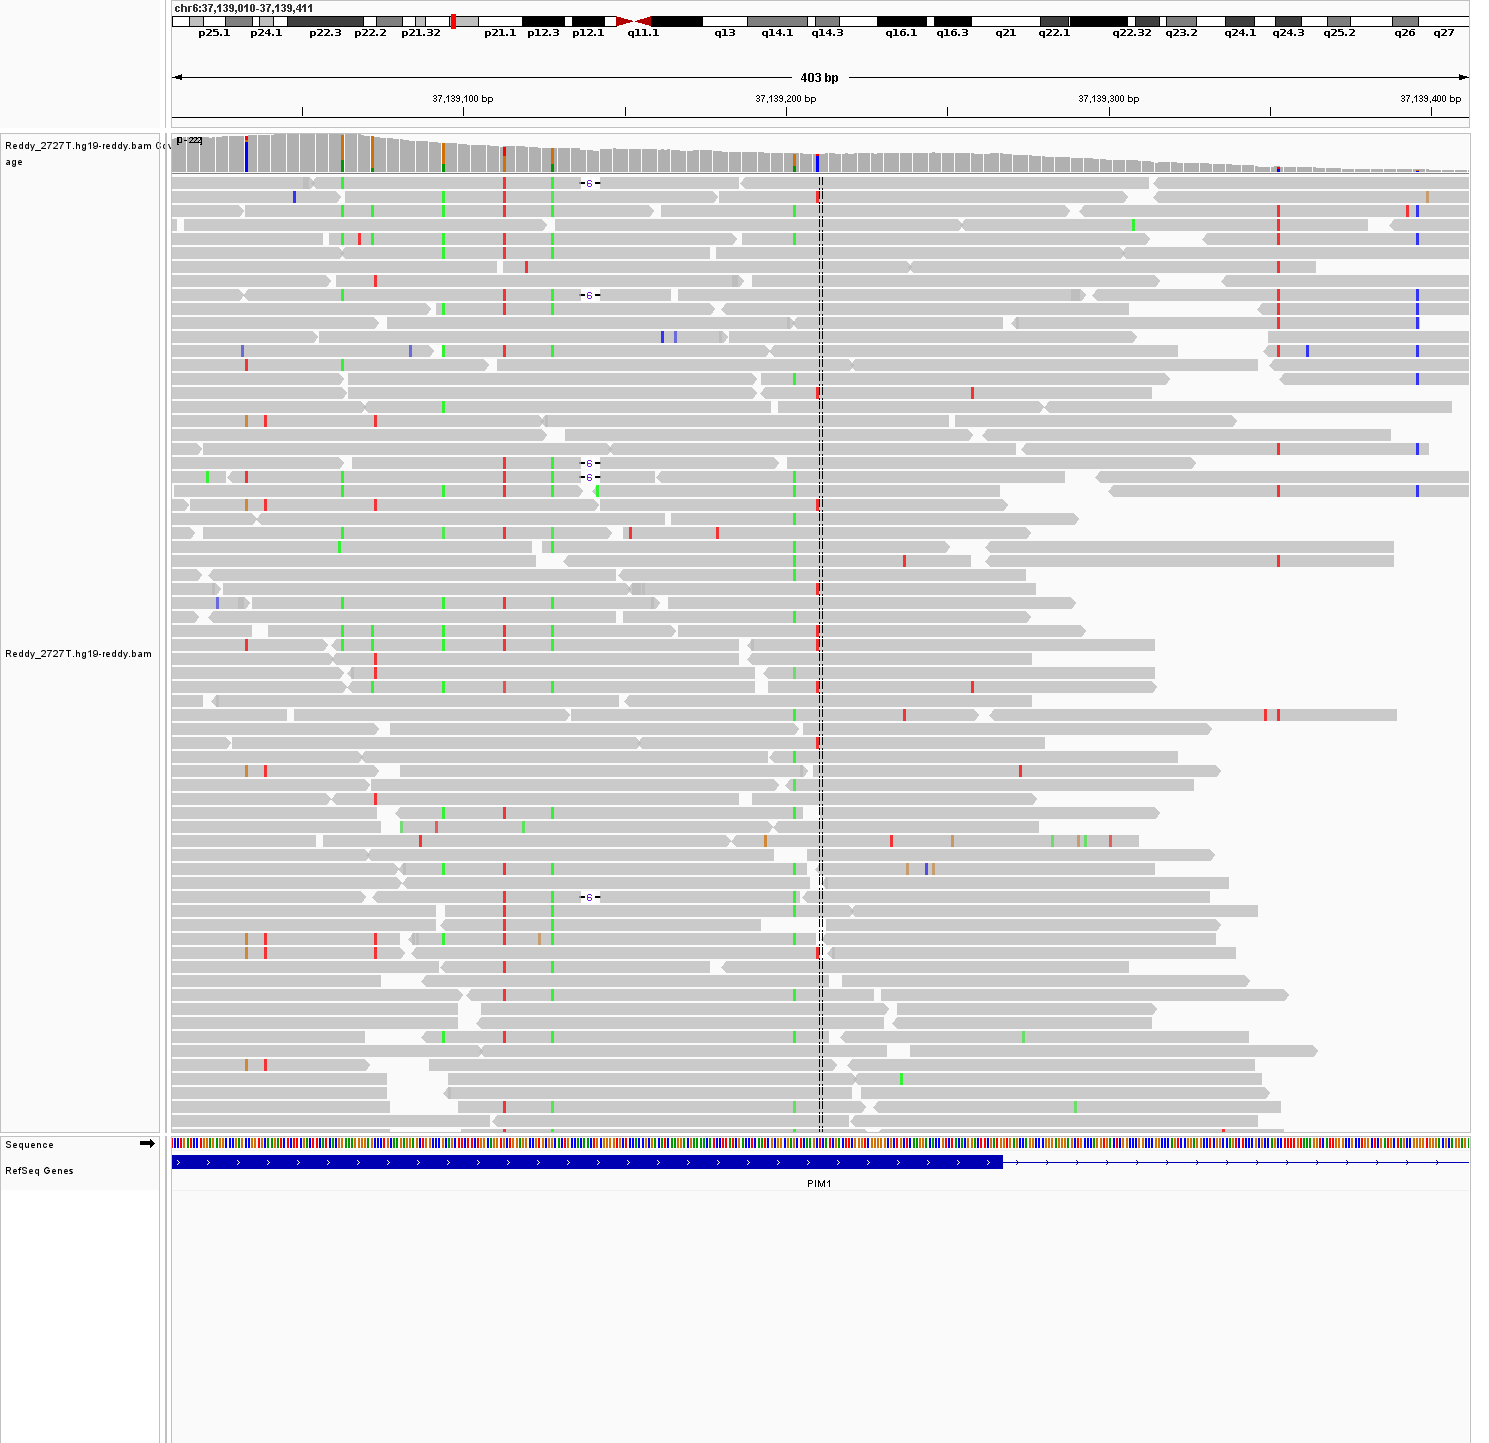 chr6:37,139,010-37,139,411
p25.1 p24.1 p22.3 p22.2 p21.32 p21.1 p12.3 p12.1 q11.1 q13 q14.1 q14.3 q16.1 q16.3 q21 q22.1 q22.32 q23.2 q24.1 q24.3 q25.2 q26 q27
403 bp
37,139,100 bp 37,139,200 bp 37,139,300 bp 37,139,400 bp
[0 - 222]
Reddy_2727T.hg19-reddy.bam Cov
age
6
6
6
6
Reddy_2727T.hg19-reddy.bam
6
Sequence
RefSeq Genes
PIM1